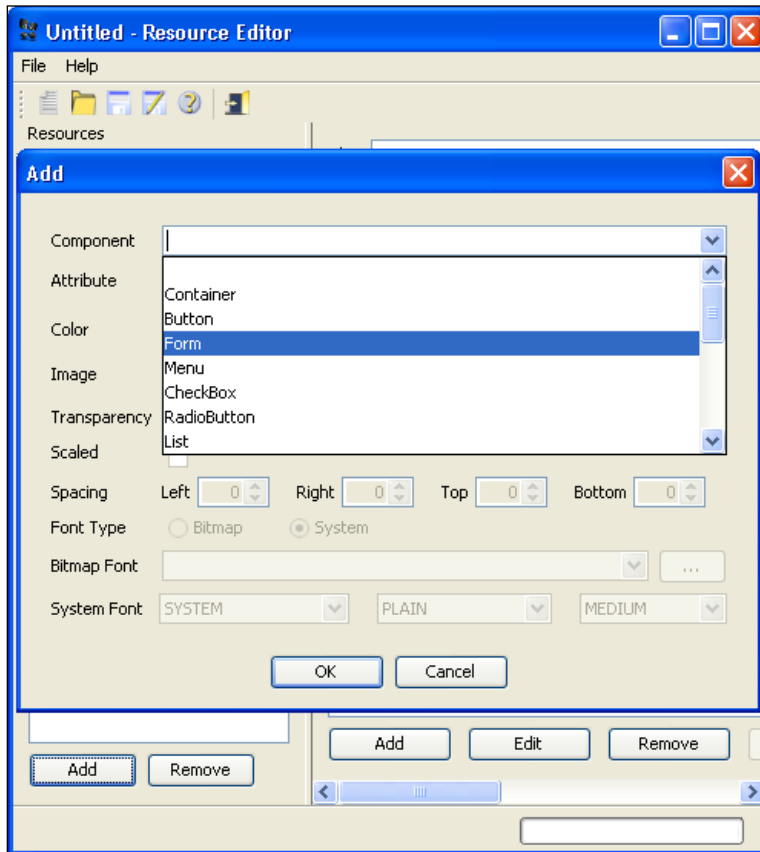 Untitled - Resource Editor
File Help
Resources
Add
Component
Attribute
Container
Button
Color
Form
Image
Menu
CheckBox
Transparency
RadioButton
List
Scaled
Spacing Left 0 Right 0 Top 0 Bottom 0
Font Type Bitmap System
Bitmap Font ...
System Font SYSTEM PLAIN MEDIUM
OK Cancel
Add Edit Remove
Add Remove